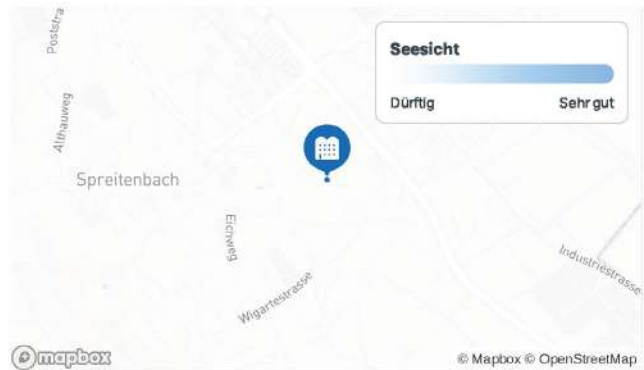 Poststra
Seesicht
Dürftig Sehr gut
Althauweg
Spreitenbach
Eichweg
Industriestrasse
Wigartestrasse
mapbox
© Mapbox © OpenStreetMap